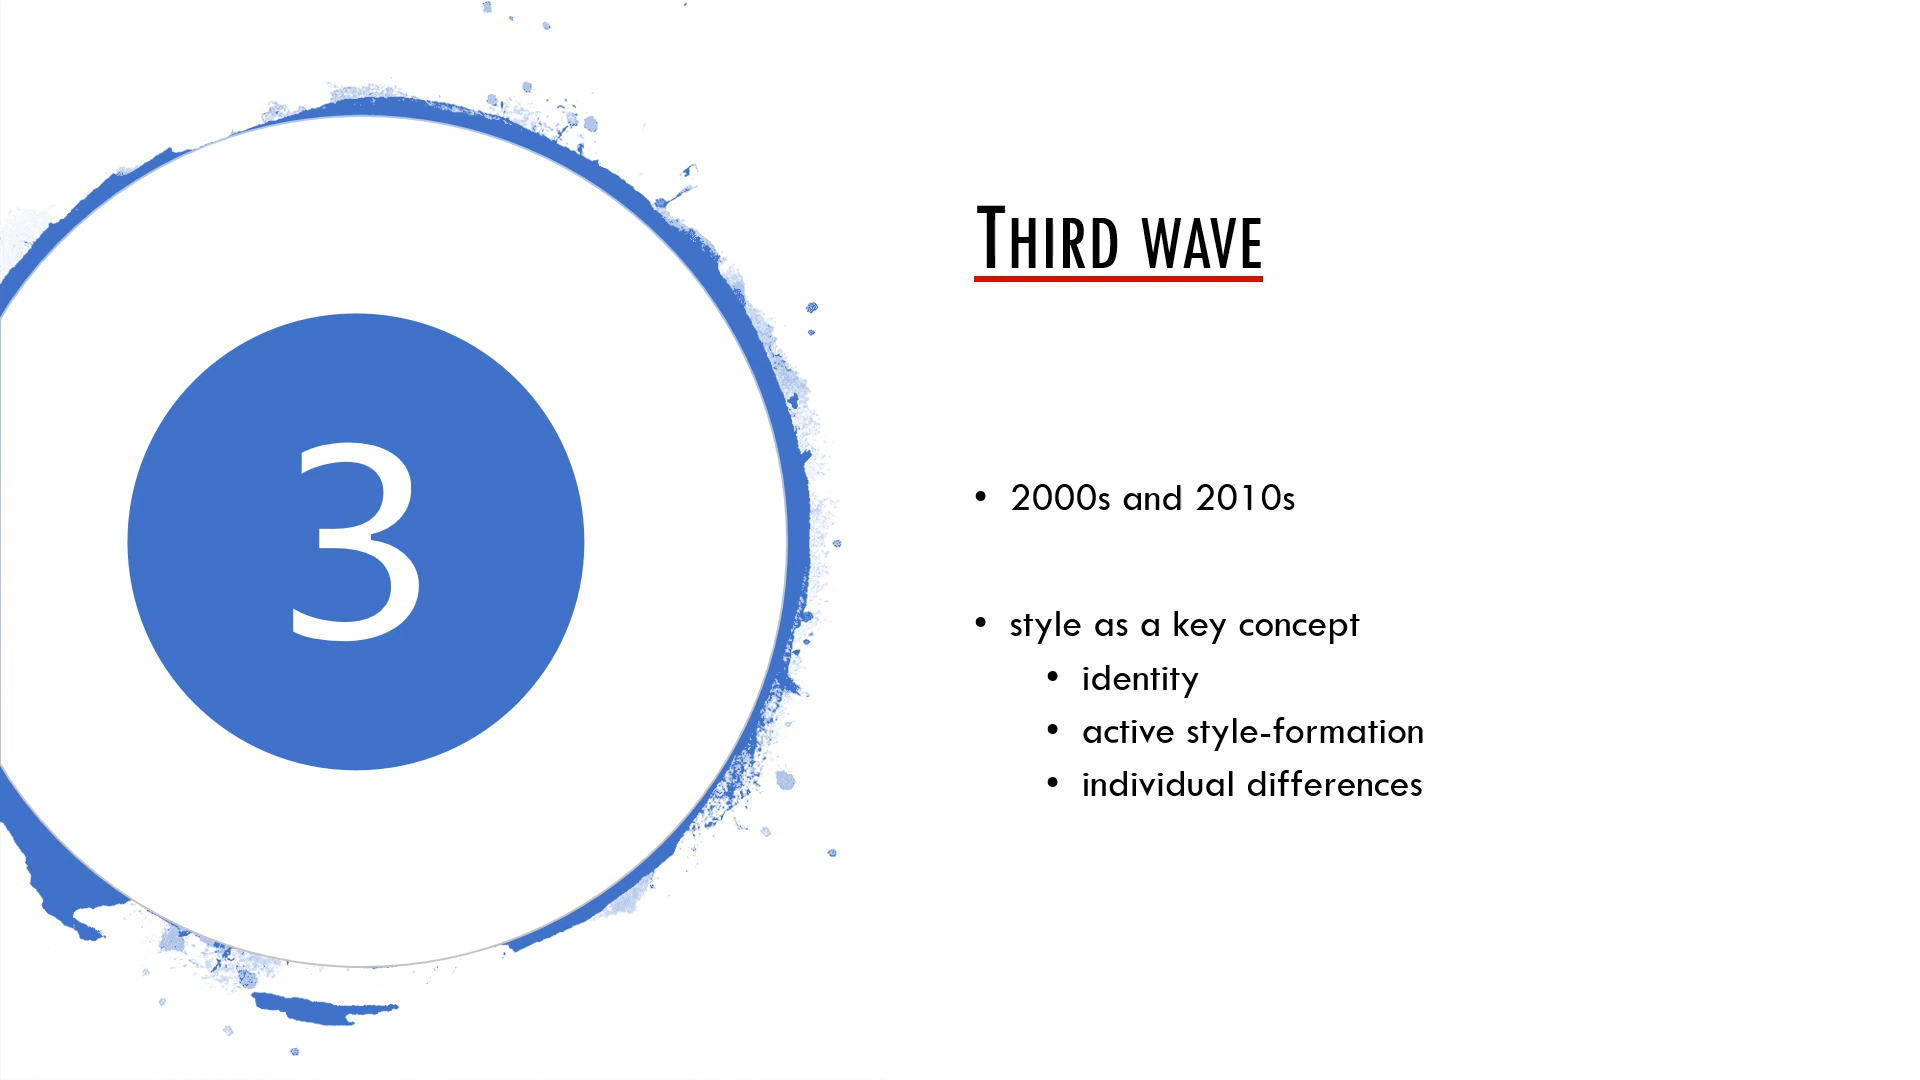 3
Third wave
• 2000s and 2010s
• style as a key concept
• identity
• active style-formation
• individual differences